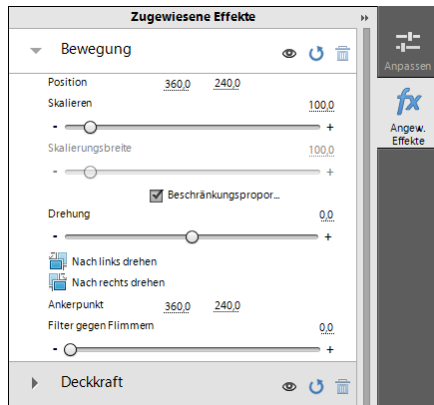 Zugewiesene Effekte
Bewegung
Position 360,0 240,0
Skalieren 100,0
- +
Skalierungsbreite 100,0
- +
Beschränkungspropor...
Drehung 0,0
- +
Nach links drehen
Nach rechts drehen
Ankerpunkt 360,0 240,0
Filter gegen Flimmern 0,0
- +
Deckkraft
Anpassen
fx
Angew.
Effekte